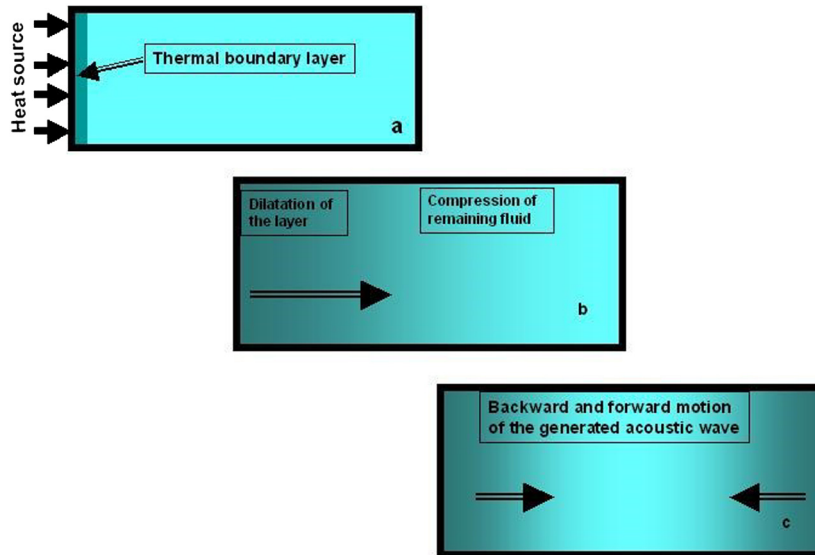 Heat source
Thermal boundary layer
a
Dilatation of
the layer
Compression of
remaining fluid
b
Backward and forward motion
of the generated acoustic wave
c